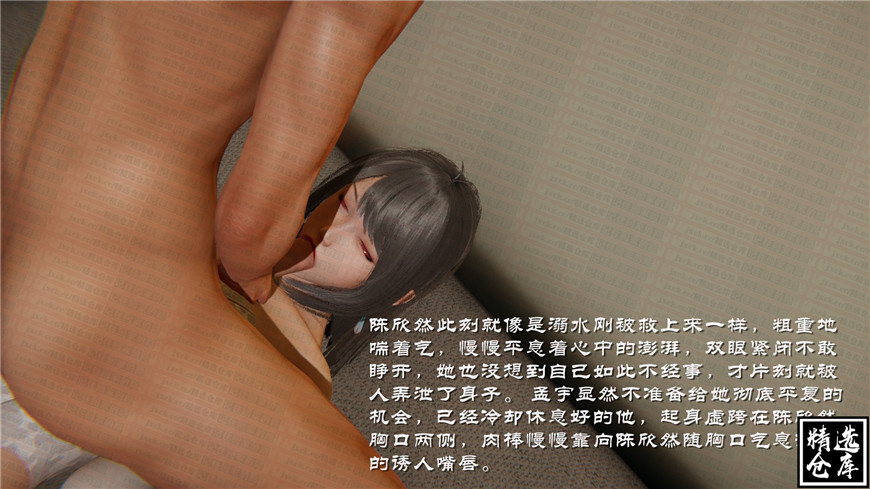 陈欣然此刻就像是溺水刚被救上来一样，粗重地
喘着气，慢慢平息着心中的澎湃，双眼紧闭不敢
睁开，她也没想到自己如此不经事，才片刻就被
人弄泄了身子。孟宇显然不准备给她彻底平复的
机会，已经冷却休息好的他，起身虚跨在陈欣然
胸口两侧，肉棒慢慢靠向陈欣然随胸口气息
的诱人嘴唇。
精选
仓库